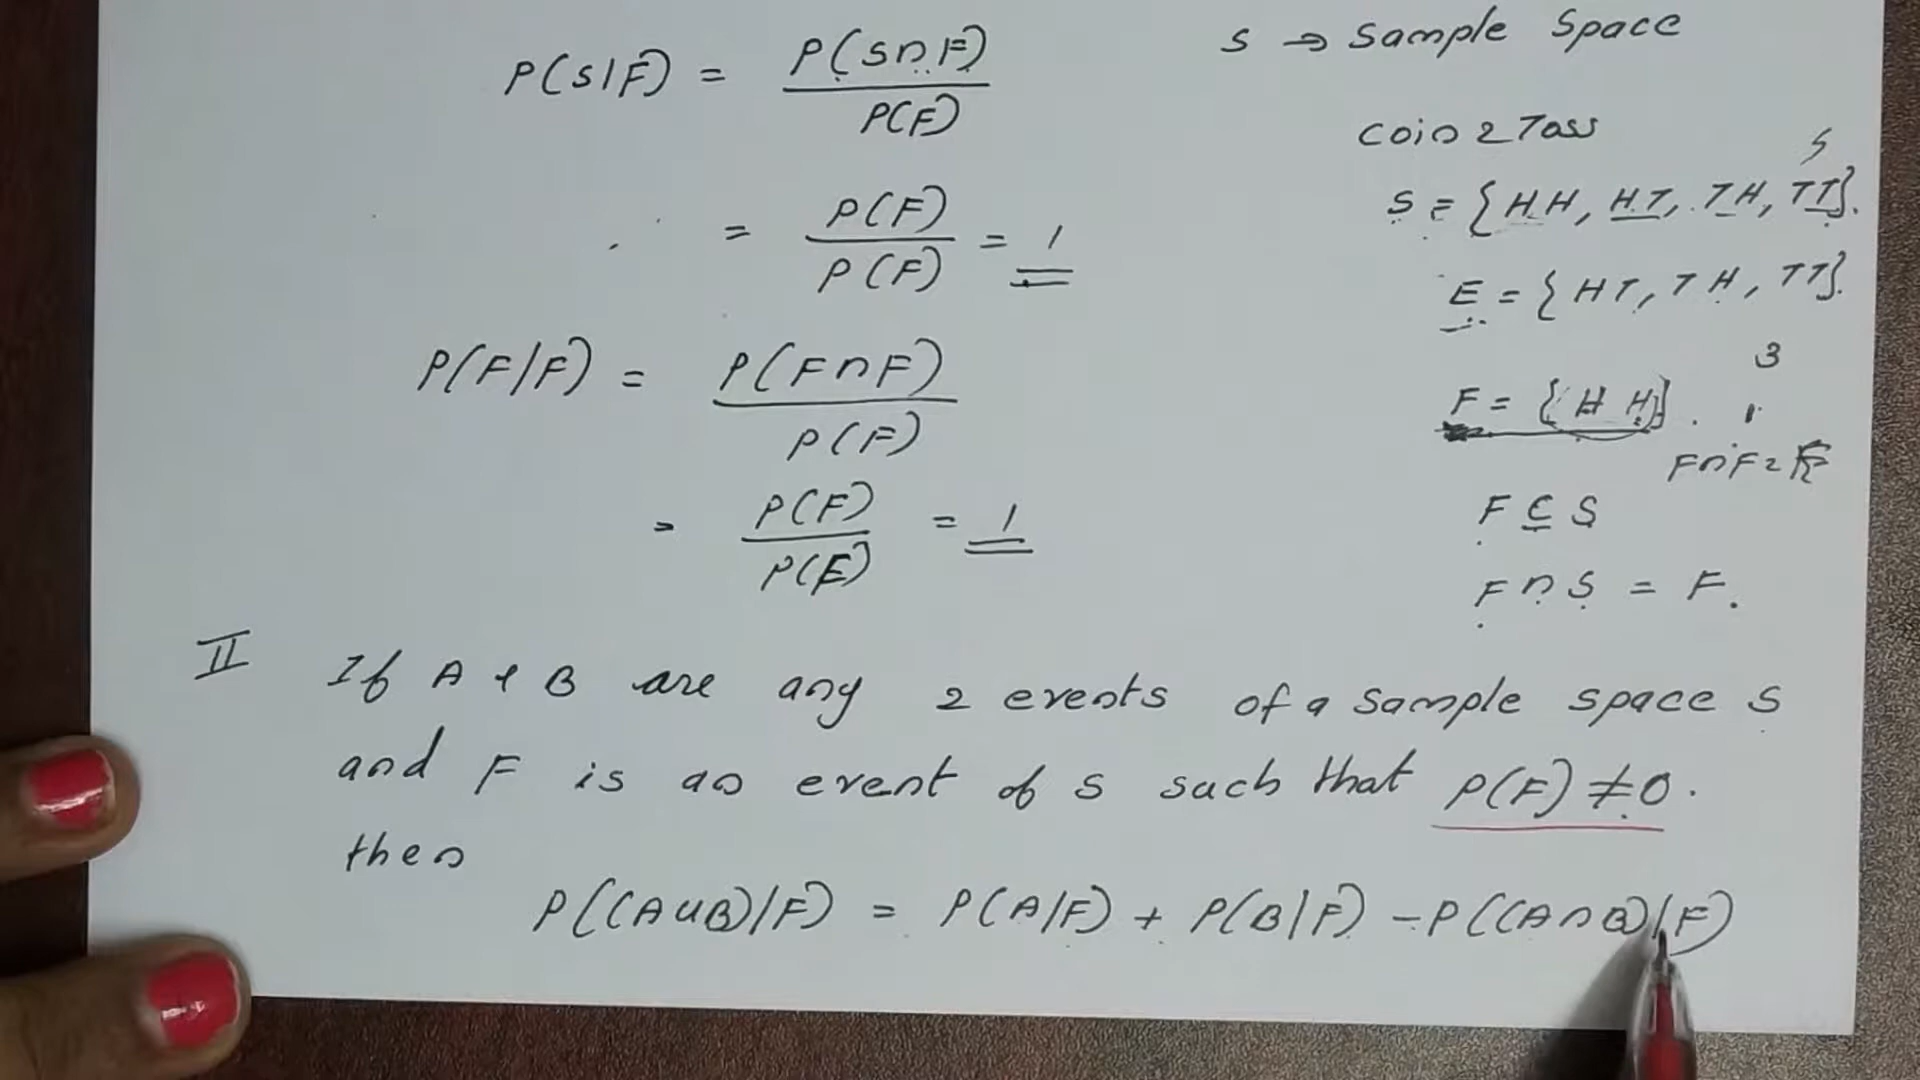 P(S|F) = P(S∩F) / P(F)
= P(F) / P(F) = 1
P(F/F) = P(F∩F) / P(F)
= P(F) / P(F) = 1
S → Sample Space
Coin 2 Toss
S
S = {HH, HT, TH, TT}.
E = {HT, TH, TT}.
3
F = {HH}. 1
F∩F = F
F ⊆ S
F ∩ S = F.
II If A & B are any 2 events of a sample space S
and F is an event of S such that P(F) ≠ 0.
then
P((A∪B)/F) = P(A/F) + P(B|F) - P((A∩B)/F)